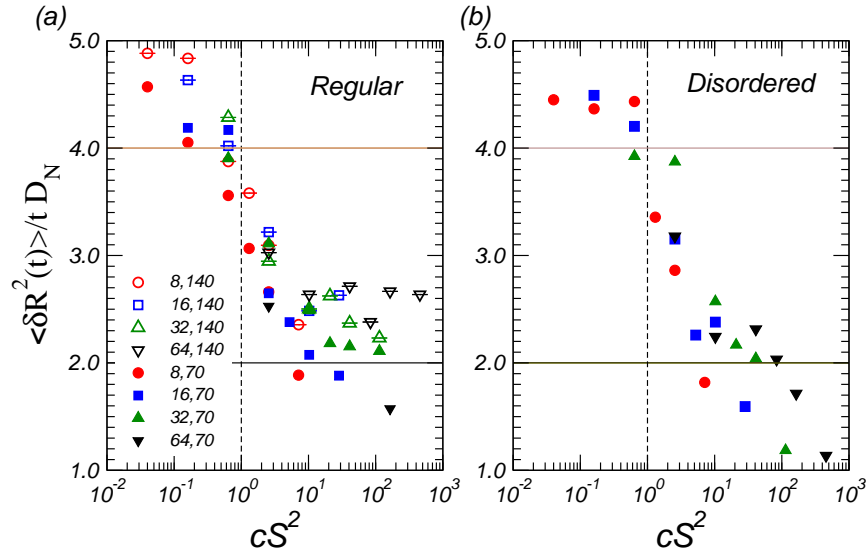 (a)
(b)
Regular
Disordered
<δR²(t)>/t D_N
5.0
4.0
3.0
2.0
1.0
8,140
16,140
32,140
64,140
8,70
16,70
32,70
64,70
10⁻² 10⁻¹ 10⁰ 10¹ 10² 10³
cS²
5.0
4.0
3.0
2.0
1.0
10⁻² 10⁻¹ 10⁰ 10¹ 10² 10³
cS²